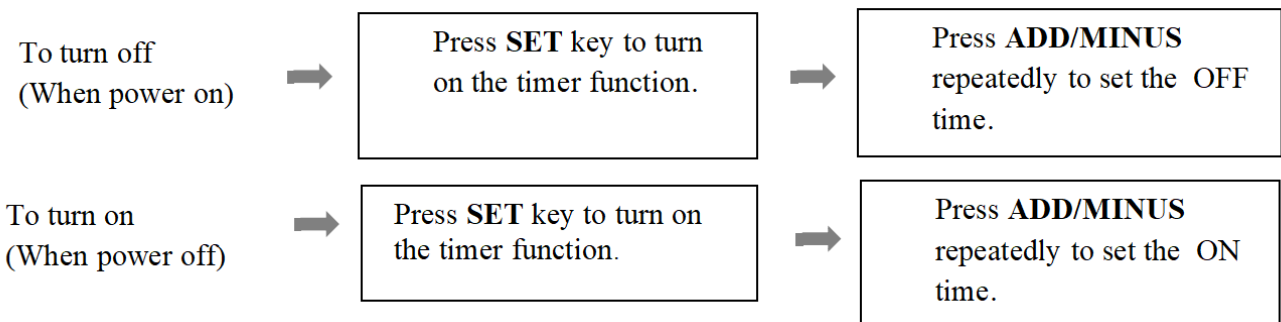 To turn off
(When power on)
Press SET key to turn
on the timer function.
Press ADD/MINUS
repeatedly to set the OFF
time.
To turn on
(When power off)
Press SET key to turn on
the timer function.
Press ADD/MINUS
repeatedly to set the ON
time.